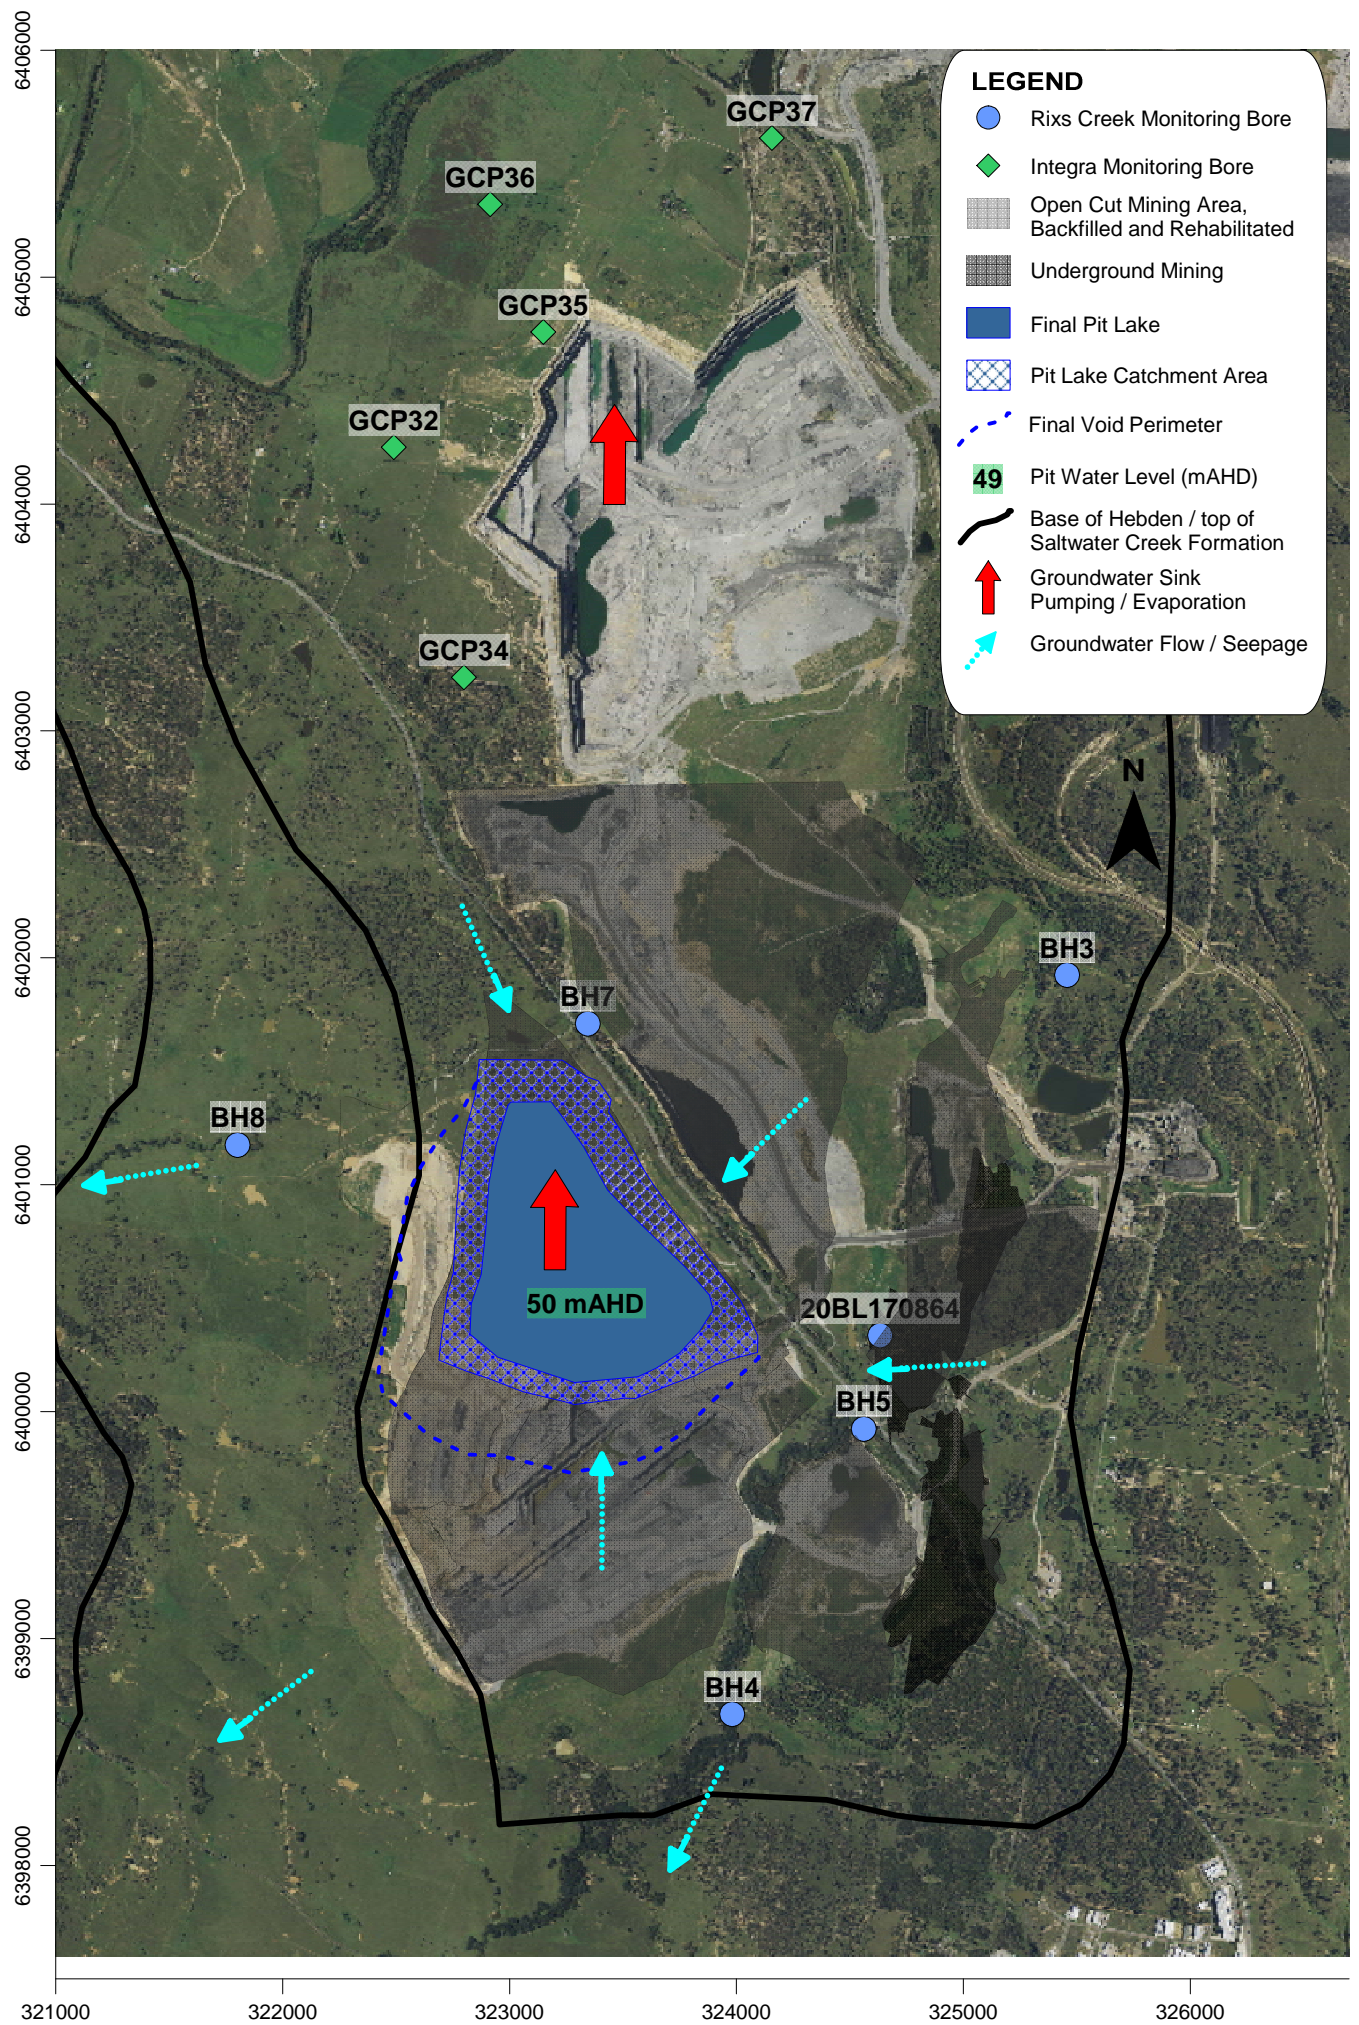 LEGEND
Rixs Creek Monitoring Bore
Integra Monitoring Bore
Open Cut Mining Area,
Backfilled and Rehabilitated
Underground Mining
Final Pit Lake
Pit Lake Catchment Area
Final Void Perimeter
49
Pit Water Level (mAHD)
Base of Hebden / top of
Saltwater Creek Formation
Groundwater Sink
Pumping / Evaporation
Groundwater Flow / Seepage
N
GCP37
GCP36
GCP35
GCP32
GCP34
BH3
BH7
BH8
50 mAHD
20BL170864
BH5
BH4
6406000
6405000
6404000
6403000
6402000
6401000
6400000
6399000
6398000
321000
322000
323000
324000
325000
326000